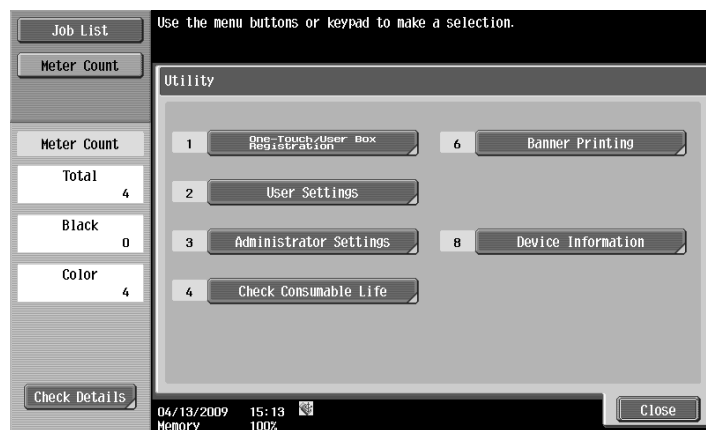 Job List
Meter Count
Use the menu buttons or keypad to make a selection.
Utility
Meter Count
Total
4
Black
0
Color
4
1 One-Touch/User Box
Registration
2 User Settings
3 Administrator Settings
4 Check Consumable Life
6 Banner Printing
8 Device Information
Check Details
04/13/2009 15:13
Memory 100%
Close